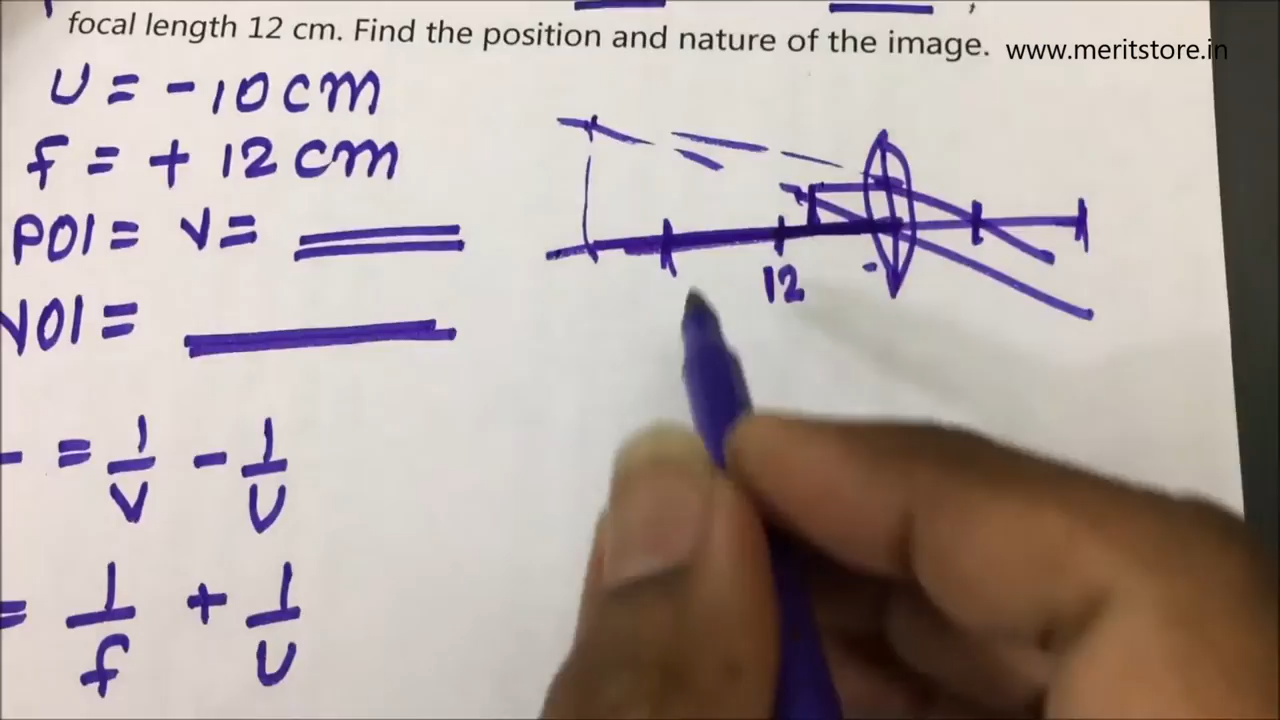 focal length 12 cm. Find the position and nature of the image.
www.meritstore.in
U = -10 cm
f = + 12 cm
POI = V =
NOI =
= 1/V - 1/U
= 1/f + 1/U
12